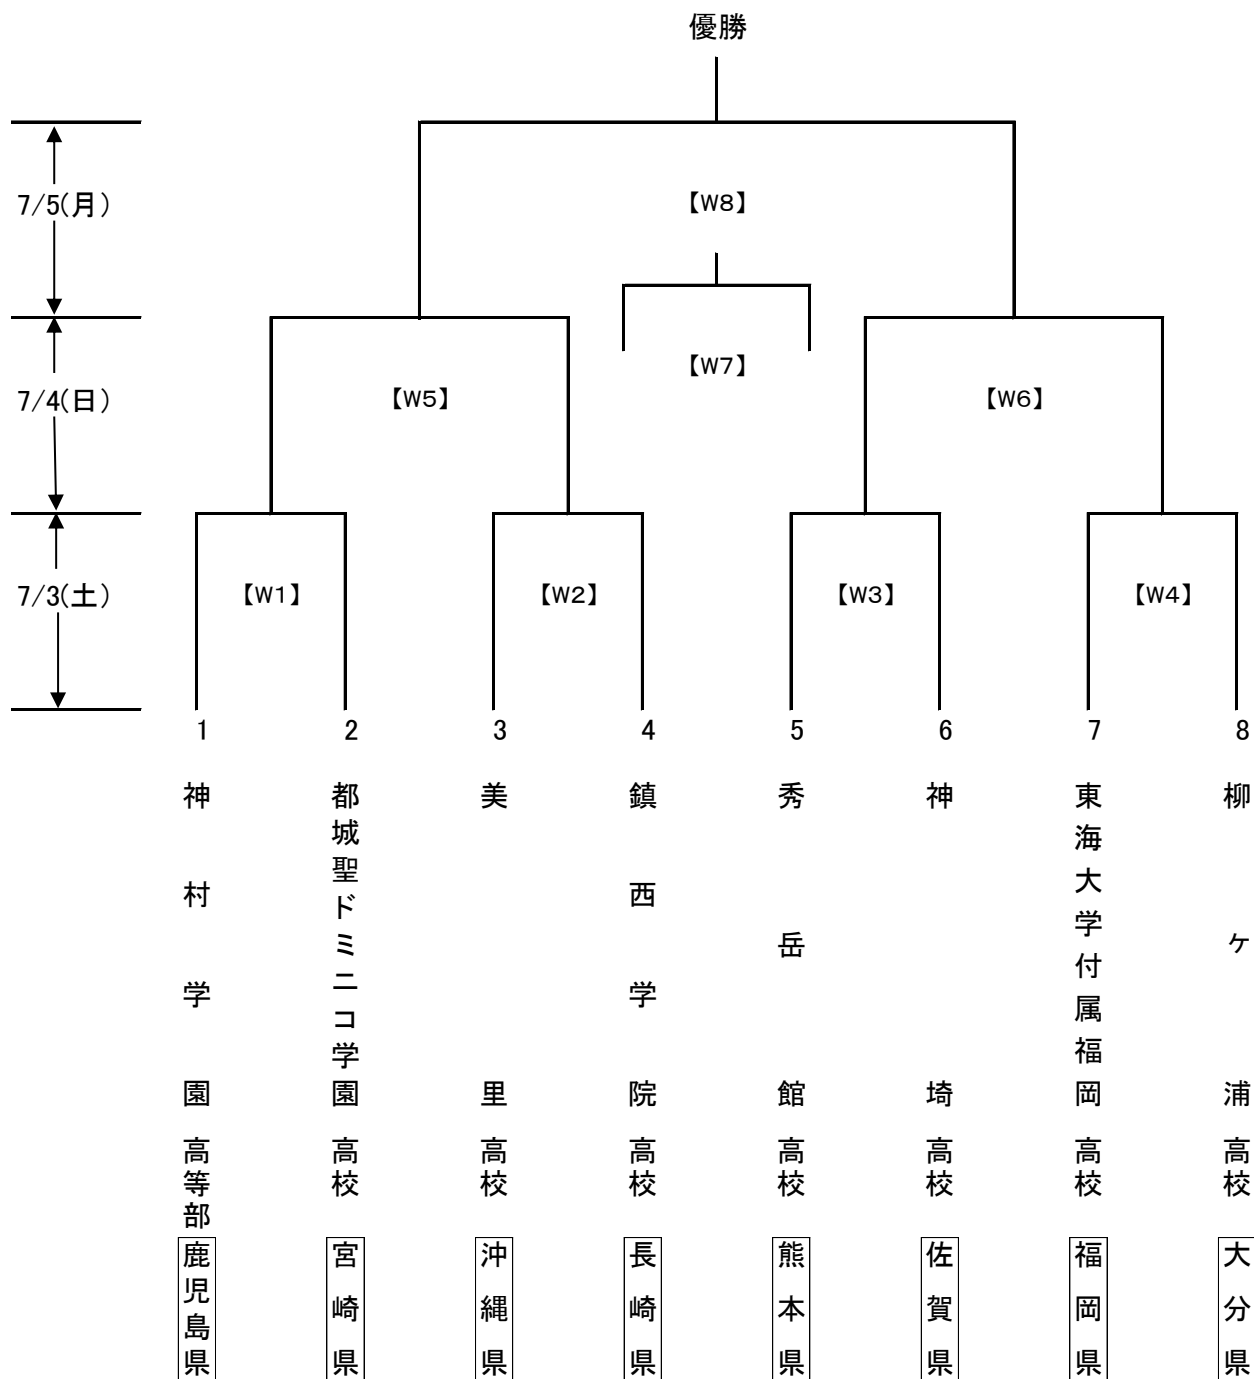 優勝
7/5(月)
【W8】
【W7】
7/4(日)
【W5】
【W6】
7/3(土)
【W1】
【W2】
【W3】
【W4】
1
2
3
4
5
6
7
8
神村学園高等部
都城聖ドミニコ学園高校
美里高校
鎮西学院高校
秀岳館高校
神埼高校
東海大学付属福岡高校
柳ケ浦高校
鹿児島県
宮崎県
沖縄県
長崎県
熊本県
佐賀県
福岡県
大分県